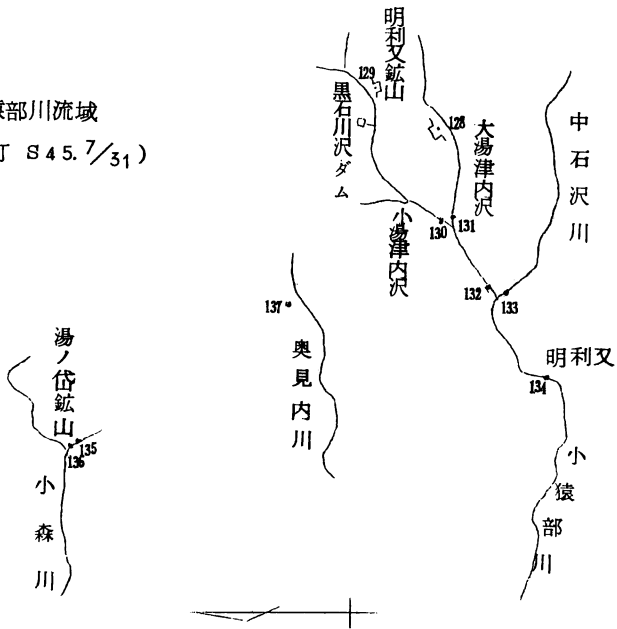 部川流域
S45.7/31)
明利又鉱山
129
黒石川沢ダム
128
大湯津内沢
中石沢川
小湯津内沢
130
131
132
133
137
奥見内川
明利又
134
湯ノ岱鉱山
135
136
小森川
小猿部川